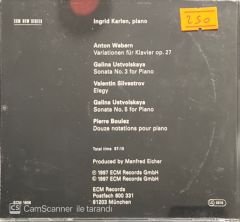 ECM NEW SERIES
Ingrid Karlen, piano
250
Anton Webern
Variationen für Klavier op. 27
Galina Ustvolskaya
Sonata No. 3 for Piano
Valentin Silvestrov
Elegy
Galina Ustvolskaya
Sonata No. 5 for Piano
Pierre Boulez
Douze notations pour piano
Total time
Produced by Manfred Eicher
℗ 1997 ECM Records GmbH
© 1997 ECM Records GmbH
ECM Records
Postfach 600 331
81203 München
CS CamScanner ile tarandı